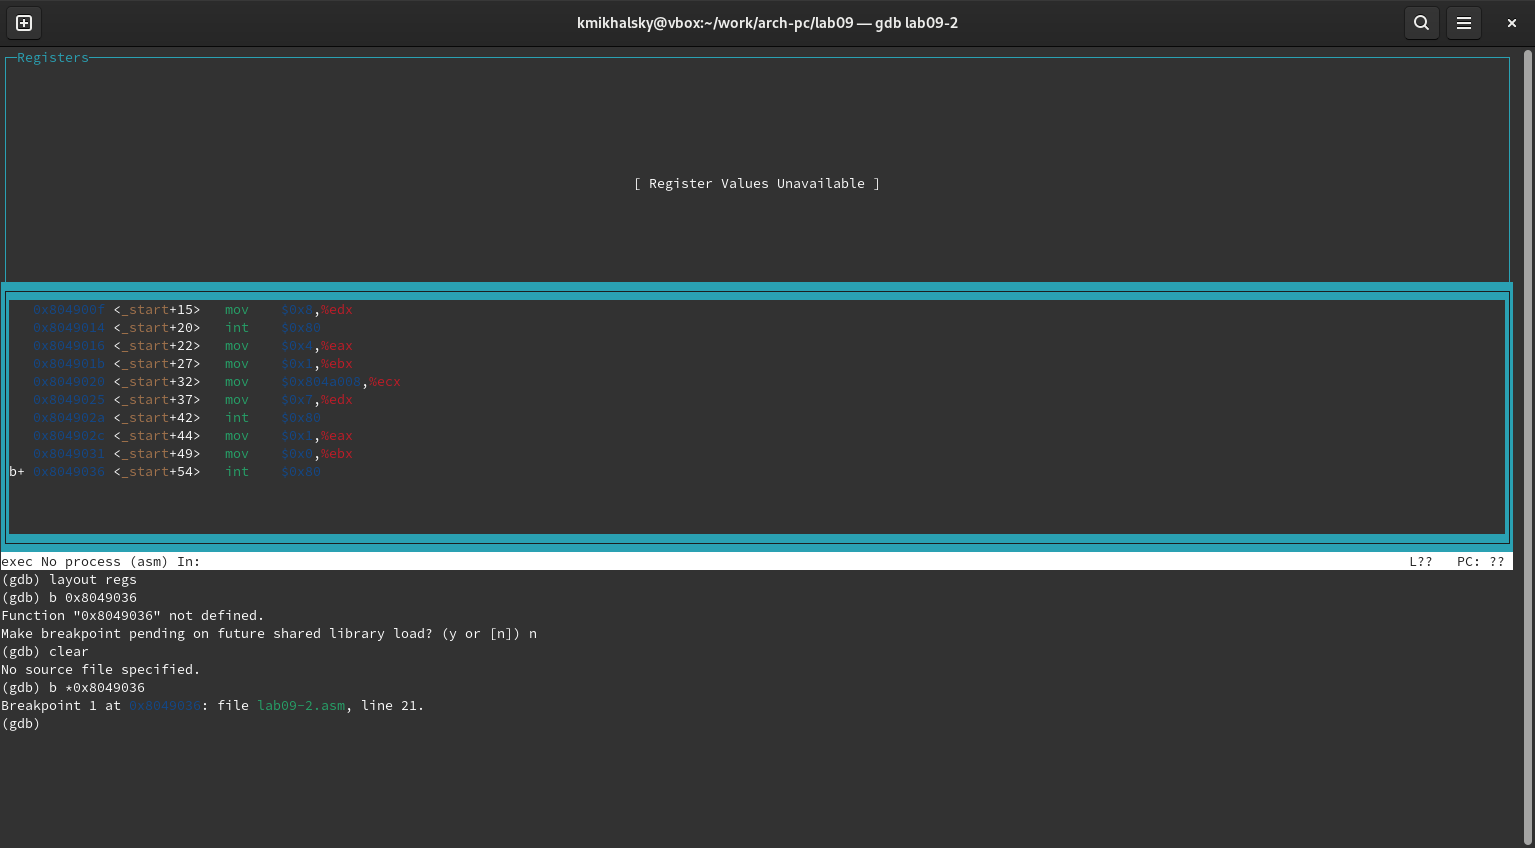 kmikhalsky@vbox:~/work/arch-pc/lab09 — gdb lab09-2
Registers
[ Register Values Unavailable ]
0x804900f <_start+15> mov $0x8,%edx
0x8049014 <_start+20> int $0x80
0x8049016 <_start+22> mov $0x4,%eax
0x804901b <_start+27> mov $0x1,%ebx
0x8049020 <_start+32> mov $0x804a008,%ecx
0x8049025 <_start+37> mov $0x7,%edx
0x804902a <_start+42> int $0x80
0x804902c <_start+44> mov $0x1,%eax
0x8049031 <_start+49> mov $0x0,%ebx
b+ 0x8049036 <_start+54> int $0x80
exec No process (asm) In: L?? PC: ??
(gdb) layout regs
(gdb) b 0x8049036
Function "0x8049036" not defined.
Make breakpoint pending on future shared library load? (y or [n]) n
(gdb) clear
No source file specified.
(gdb) b *0x8049036
Breakpoint 1 at 0x8049036: file lab09-2.asm, line 21.
(gdb)